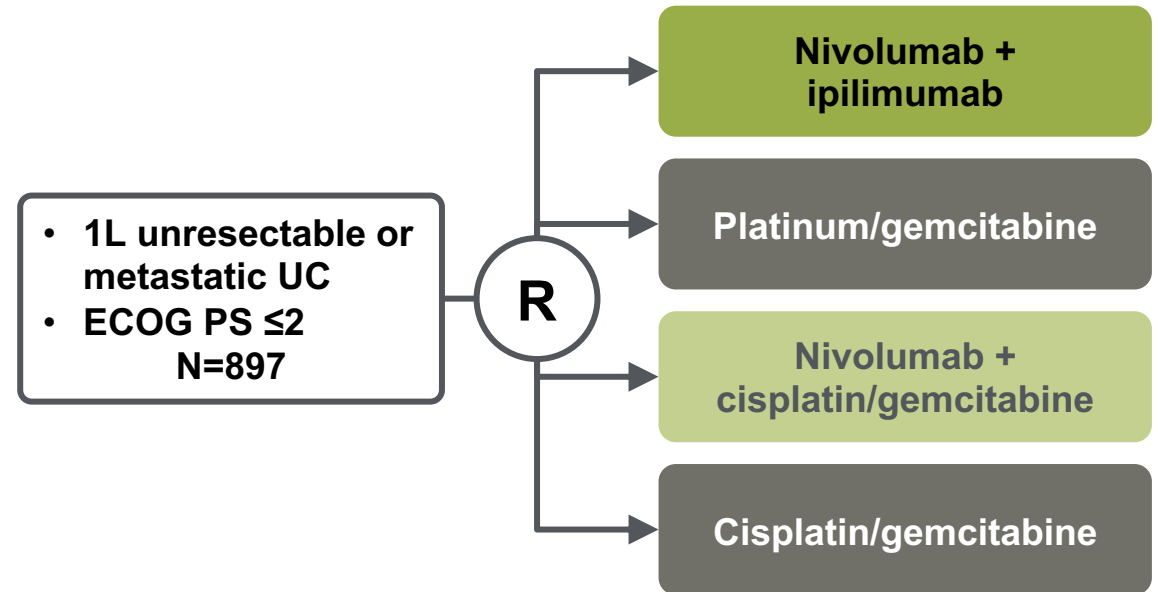 • 1L unresectable or
metastatic UC
• ECOG PS ≤2
N=897
R
Nivolumab +
ipilimumab
Platinum/gemcitabine
Nivolumab +
cisplatin/gemcitabine
Cisplatin/gemcitabine